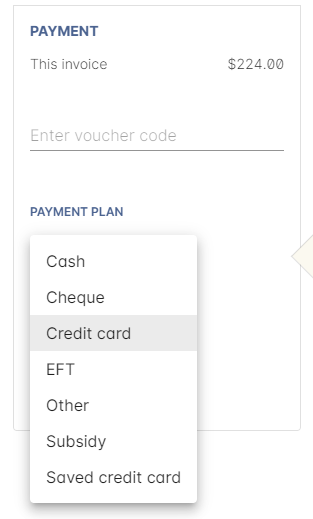 PAYMENT
This invoice $224.00
Enter voucher code
PAYMENT PLAN
Cash
Cheque
Credit card
EFT
Other
Subsidy
Saved credit card